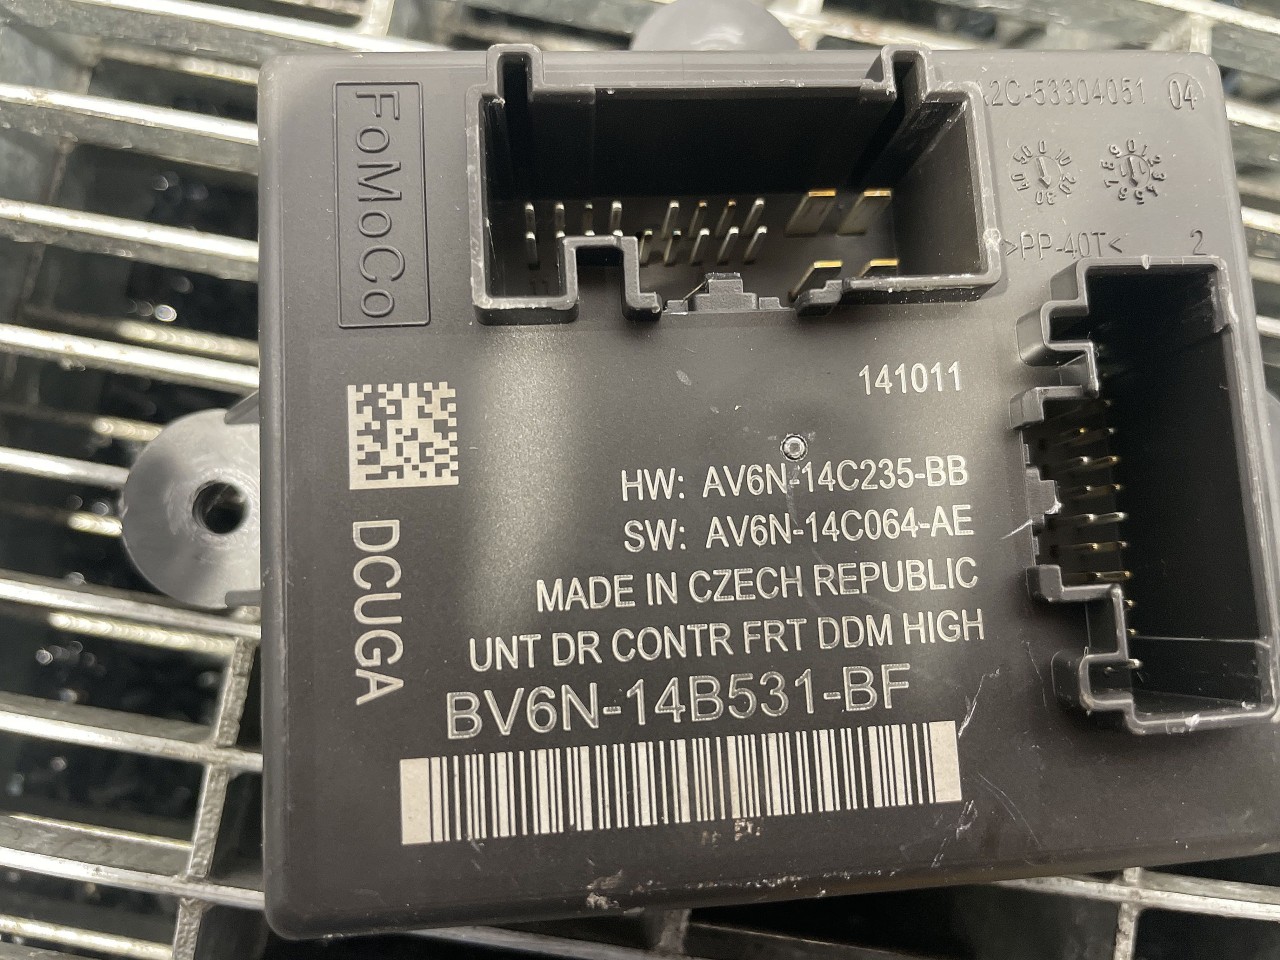 FoMoCo
A2C-53304051 04
>PP-40T< 2
141011
HW: AV6N-14C235-BB
SW: AV6N-14C064-AE
MADE IN CZECH REPUBLIC
UNT DR CONTR FRT DDM HIGH
BV6N-14B531-BF
DCUGA